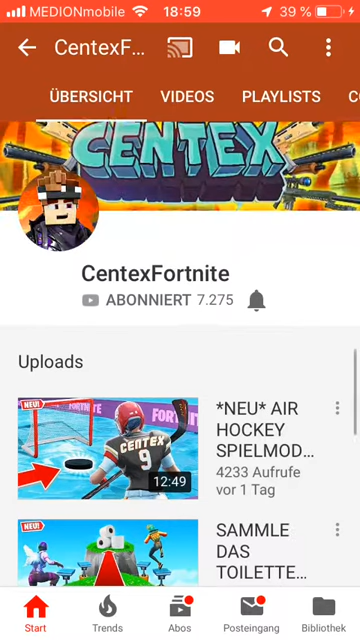 MEDIONmobile 18:59 39 %
CentexF...
ÜBERSICHT VIDEOS PLAYLISTS
CENTEX
CentexFortnite
ABONNIERT 7.275
Uploads
NEU!
FORTNITE
CENTEX
9
12:49
*NEU* AIR
HOCKEY
SPIELMOD...
4233 Aufrufe
vor 1 Tag
NEU!
SAMMLE
DAS
TOILETTE...
Start Trends Abos Posteingang Bibliothek